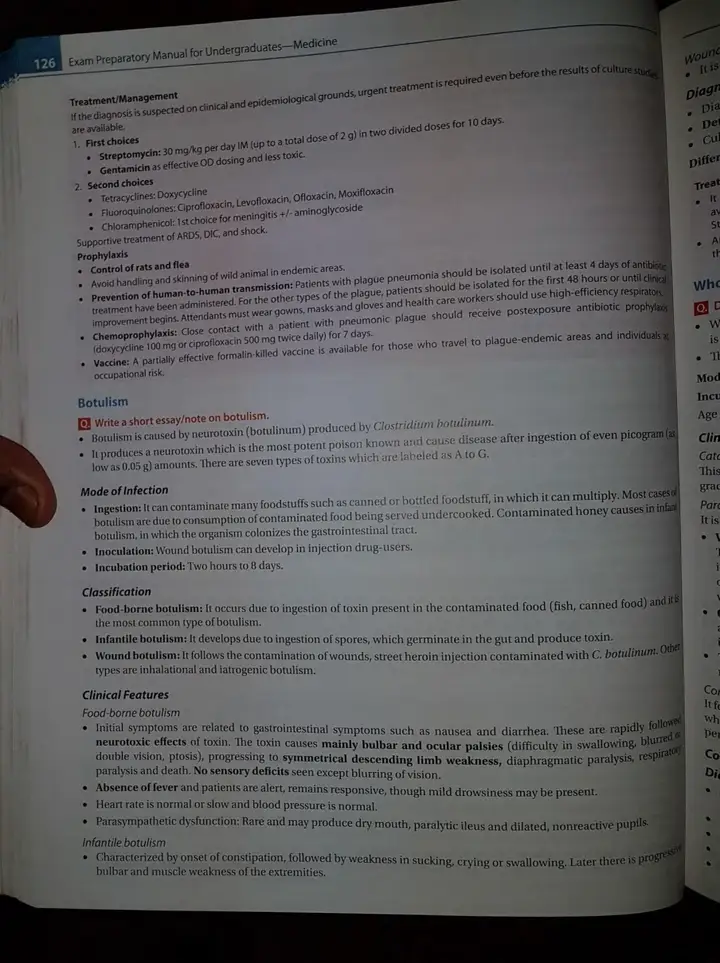 126 Exam Preparatory Manual for Undergraduates—Medicine
Treatment/Management
If the diagnosis is suspected on clinical and epidemiological grounds, urgent treatment is required even before the results of culture studies
are available.
1. First choices
• Streptomycin: 30 mg/kg per day IM (up to a total dose of 2 g) in two divided doses for 10 days.
• Gentamicin as effective OD dosing and less toxic.
2. Second choices
• Tetracyclines: Doxycycline
• Fluoroquinolones: Ciprofloxacin, Levofloxacin, Ofloxacin, Moxifloxacin
• Chloramphenicol: 1st choice for meningitis +/- aminoglycoside
Supportive treatment of ARDS, DIC, and shock.
Prophylaxis
• Control of rats and flea
• Avoid handling and skinning of wild animal in endemic areas.
• Prevention of human-to-human transmission: Patients with plague pneumonia should be isolated until at least 4 days of antibiotic
treatment have been administered. For the other types of the plague, patients should be isolated for the first 48 hours or until clinical
improvement begins. Attendants must wear gowns, masks and gloves and health care workers should use high-efficiency respirators.
• Chemoprophylaxis: Close contact with a patient with pneumonic plague should receive postexposure antibiotic prophylaxis
(doxycycline 100 mg or ciprofloxacin 500 mg twice daily) for 7 days.
• Vaccine: A partially effective formalin-killed vaccine is available for those who travel to plague-endemic areas and individuals at
occupational risk.
Botulism
Q. Write a short essay/note on botulism.
• Botulism is caused by neurotoxin (botulinum) produced by Clostridium botulinum.
• It produces a neurotoxin which is the most potent poison known and cause disease after ingestion of even picogram (as
low as 0.05 g) amounts. There are seven types of toxins which are labeled as A to G.
Mode of Infection
• Ingestion: It can contaminate many foodstuffs such as canned or bottled foodstuff, in which it can multiply. Most cases of
botulism are due to consumption of contaminated food being served undercooked. Contaminated honey causes in infant
botulism, in which the organism colonizes the gastrointestinal tract.
• Inoculation: Wound botulism can develop in injection drug-users.
• Incubation period: Two hours to 8 days.
Classification
• Food-borne botulism: It occurs due to ingestion of toxin present in the contaminated food (fish, canned food) and it is
the most common type of botulism.
• Infantile botulism: It develops due to ingestion of spores, which germinate in the gut and produce toxin.
• Wound botulism: It follows the contamination of wounds, street heroin injection contaminated with C. botulinum. Other
types are inhalational and iatrogenic botulism.
Clinical Features
Food-borne botulism
• Initial symptoms are related to gastrointestinal symptoms such as nausea and diarrhea. These are rapidly followed
neurotoxic effects of toxin. The toxin causes mainly bulbar and ocular palsies (difficulty in swallowing, blurred or
double vision, ptosis), progressing to symmetrical descending limb weakness, diaphragmatic paralysis, respiratory
paralysis and death. No sensory deficits seen except blurring of vision.
• Absence of fever and patients are alert, remains responsive, though mild drowsiness may be present.
• Heart rate is normal or slow and blood pressure is normal.
• Parasympathetic dysfunction: Rare and may produce dry mouth, paralytic ileus and dilated, nonreactive pupils.
Infantile botulism
• Characterized by onset of constipation, followed by weakness in sucking, crying or swallowing. Later there is progressive
bulbar and muscle weakness of the extremities.
Wound
• It is
• Dia
• Cul
Differ
Treat
• It
Q. D
• W
is
• Th
Mod
Incu
Age
Clin
Cata
This
grad
Para
It is
Co